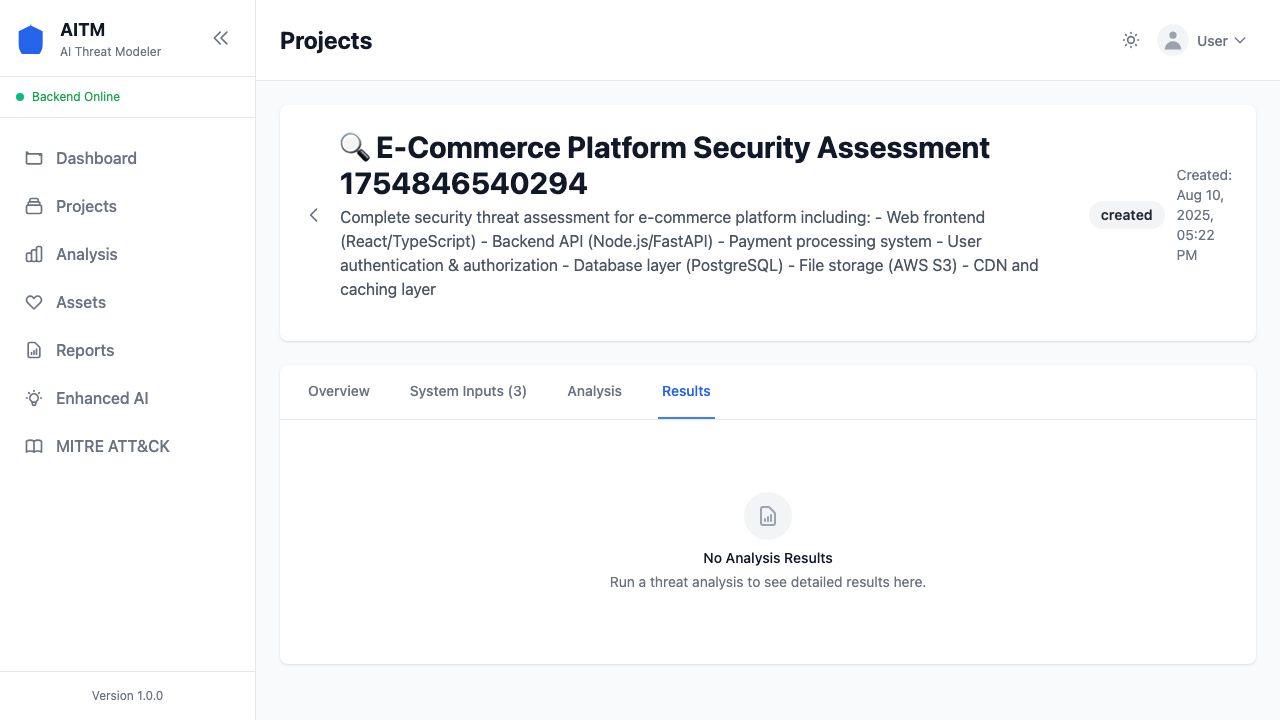 AITM
AI Threat Modeler
Backend Online
Dashboard
Projects
Analysis
Assets
Reports
Enhanced AI
MITRE ATT&CK
Version 1.0.0
Projects
User
🔍 E-Commerce Platform Security Assessment
1754846540294
Complete security threat assessment for e-commerce platform including: - Web frontend
(React/TypeScript) - Backend API (Node.js/FastAPI) - Payment processing system - User
authentication & authorization - Database layer (PostgreSQL) - File storage (AWS S3) - CDN and
caching layer
created
Created:
Aug 10,
2025,
05:22
PM
Overview
System Inputs (3)
Analysis
Results
No Analysis Results
Run a threat analysis to see detailed results here.